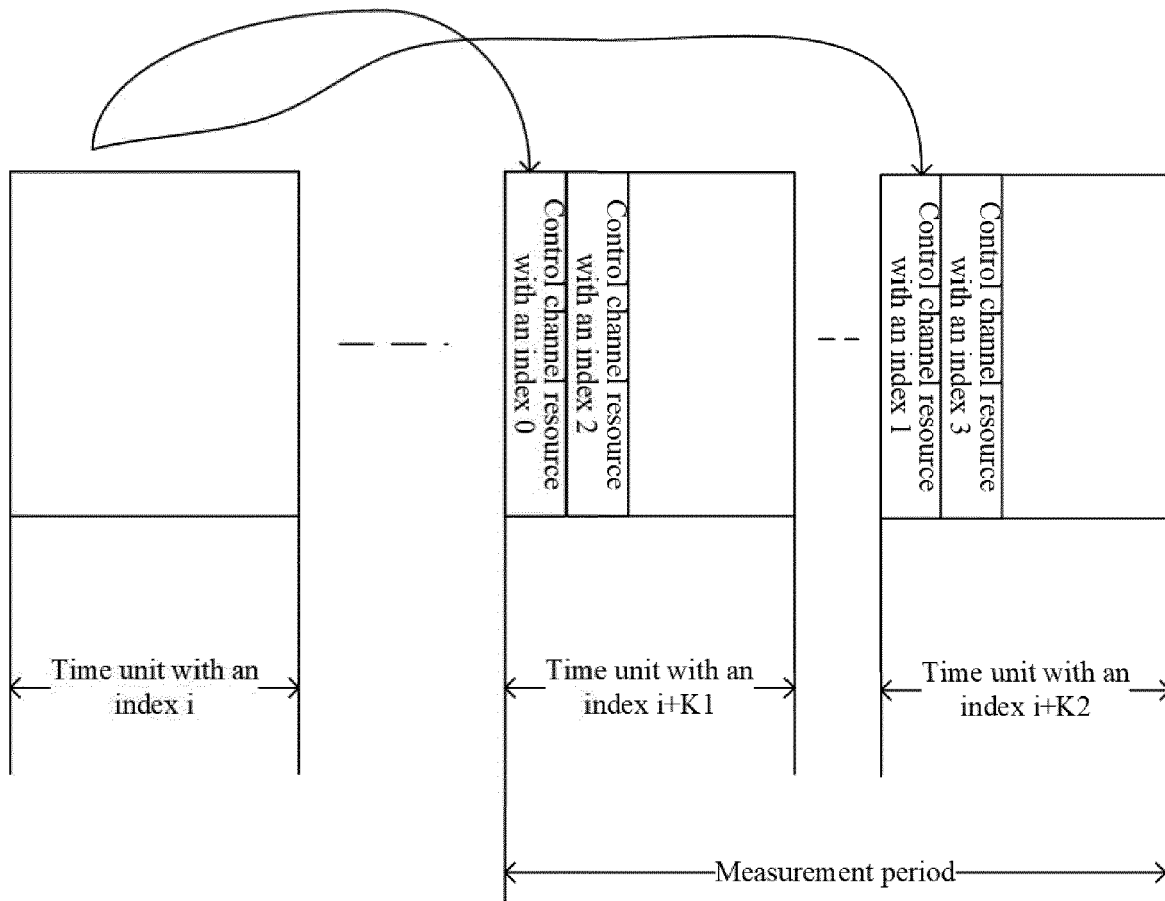 Control channel resource
with an index 0
Control channel resource
with an index 2
Control channel resource
with an index 1
Control channel resource
with an index 3
Time unit with an
index i
Time unit with an
index i+K1
Time unit with an
index i+K2
Measurement period